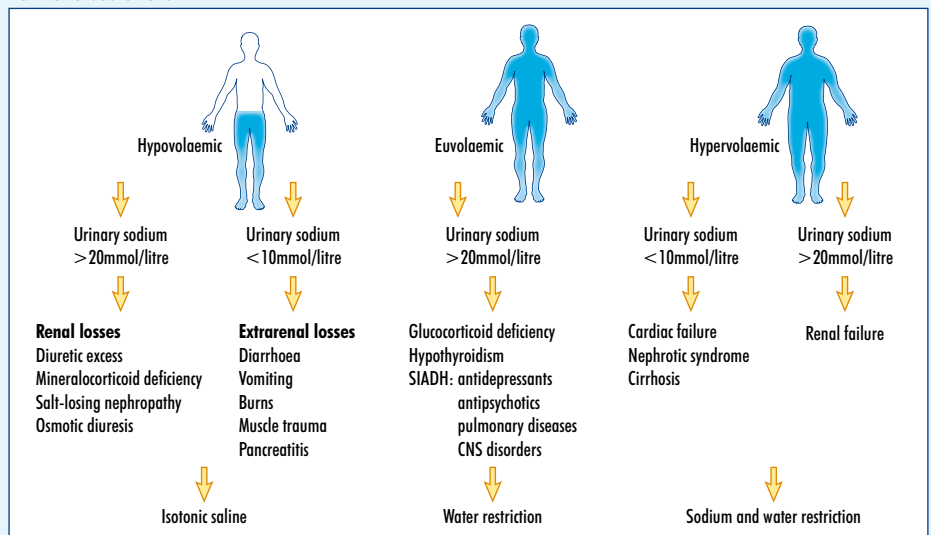 Hypovolaemic
Euvolaemic
Hypervolaemic
Urinary sodium
>20mmol/litre
Urinary sodium
<10mmol/litre
Urinary sodium
>20mmol/litre
Urinary sodium
<10mmol/litre
Urinary sodium
>20mmol/litre
Renal losses
Diuretic excess
Mineralocorticoid deficiency
Salt-losing nephropathy
Osmotic diuresis
Extrarenal losses
Diarrhoea
Vomiting
Burns
Muscle trauma
Pancreatitis
Glucocorticoid deficiency
Hypothyroidism
SIADH: antidepressants
antipsychotics
pulmonary diseases
CNS disorders
Cardiac failure
Nephrotic syndrome
Cirrhosis
Renal failure
Isotonic saline
Water restriction
Sodium and water restriction